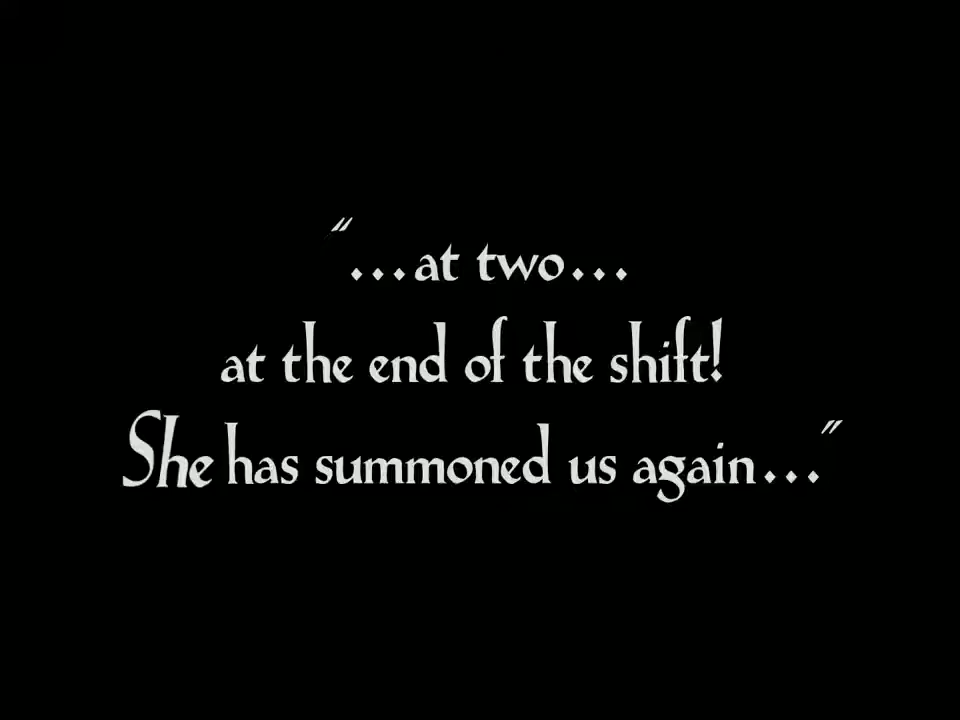 "...at two...
at the end of the shift!
She has summoned us again..."